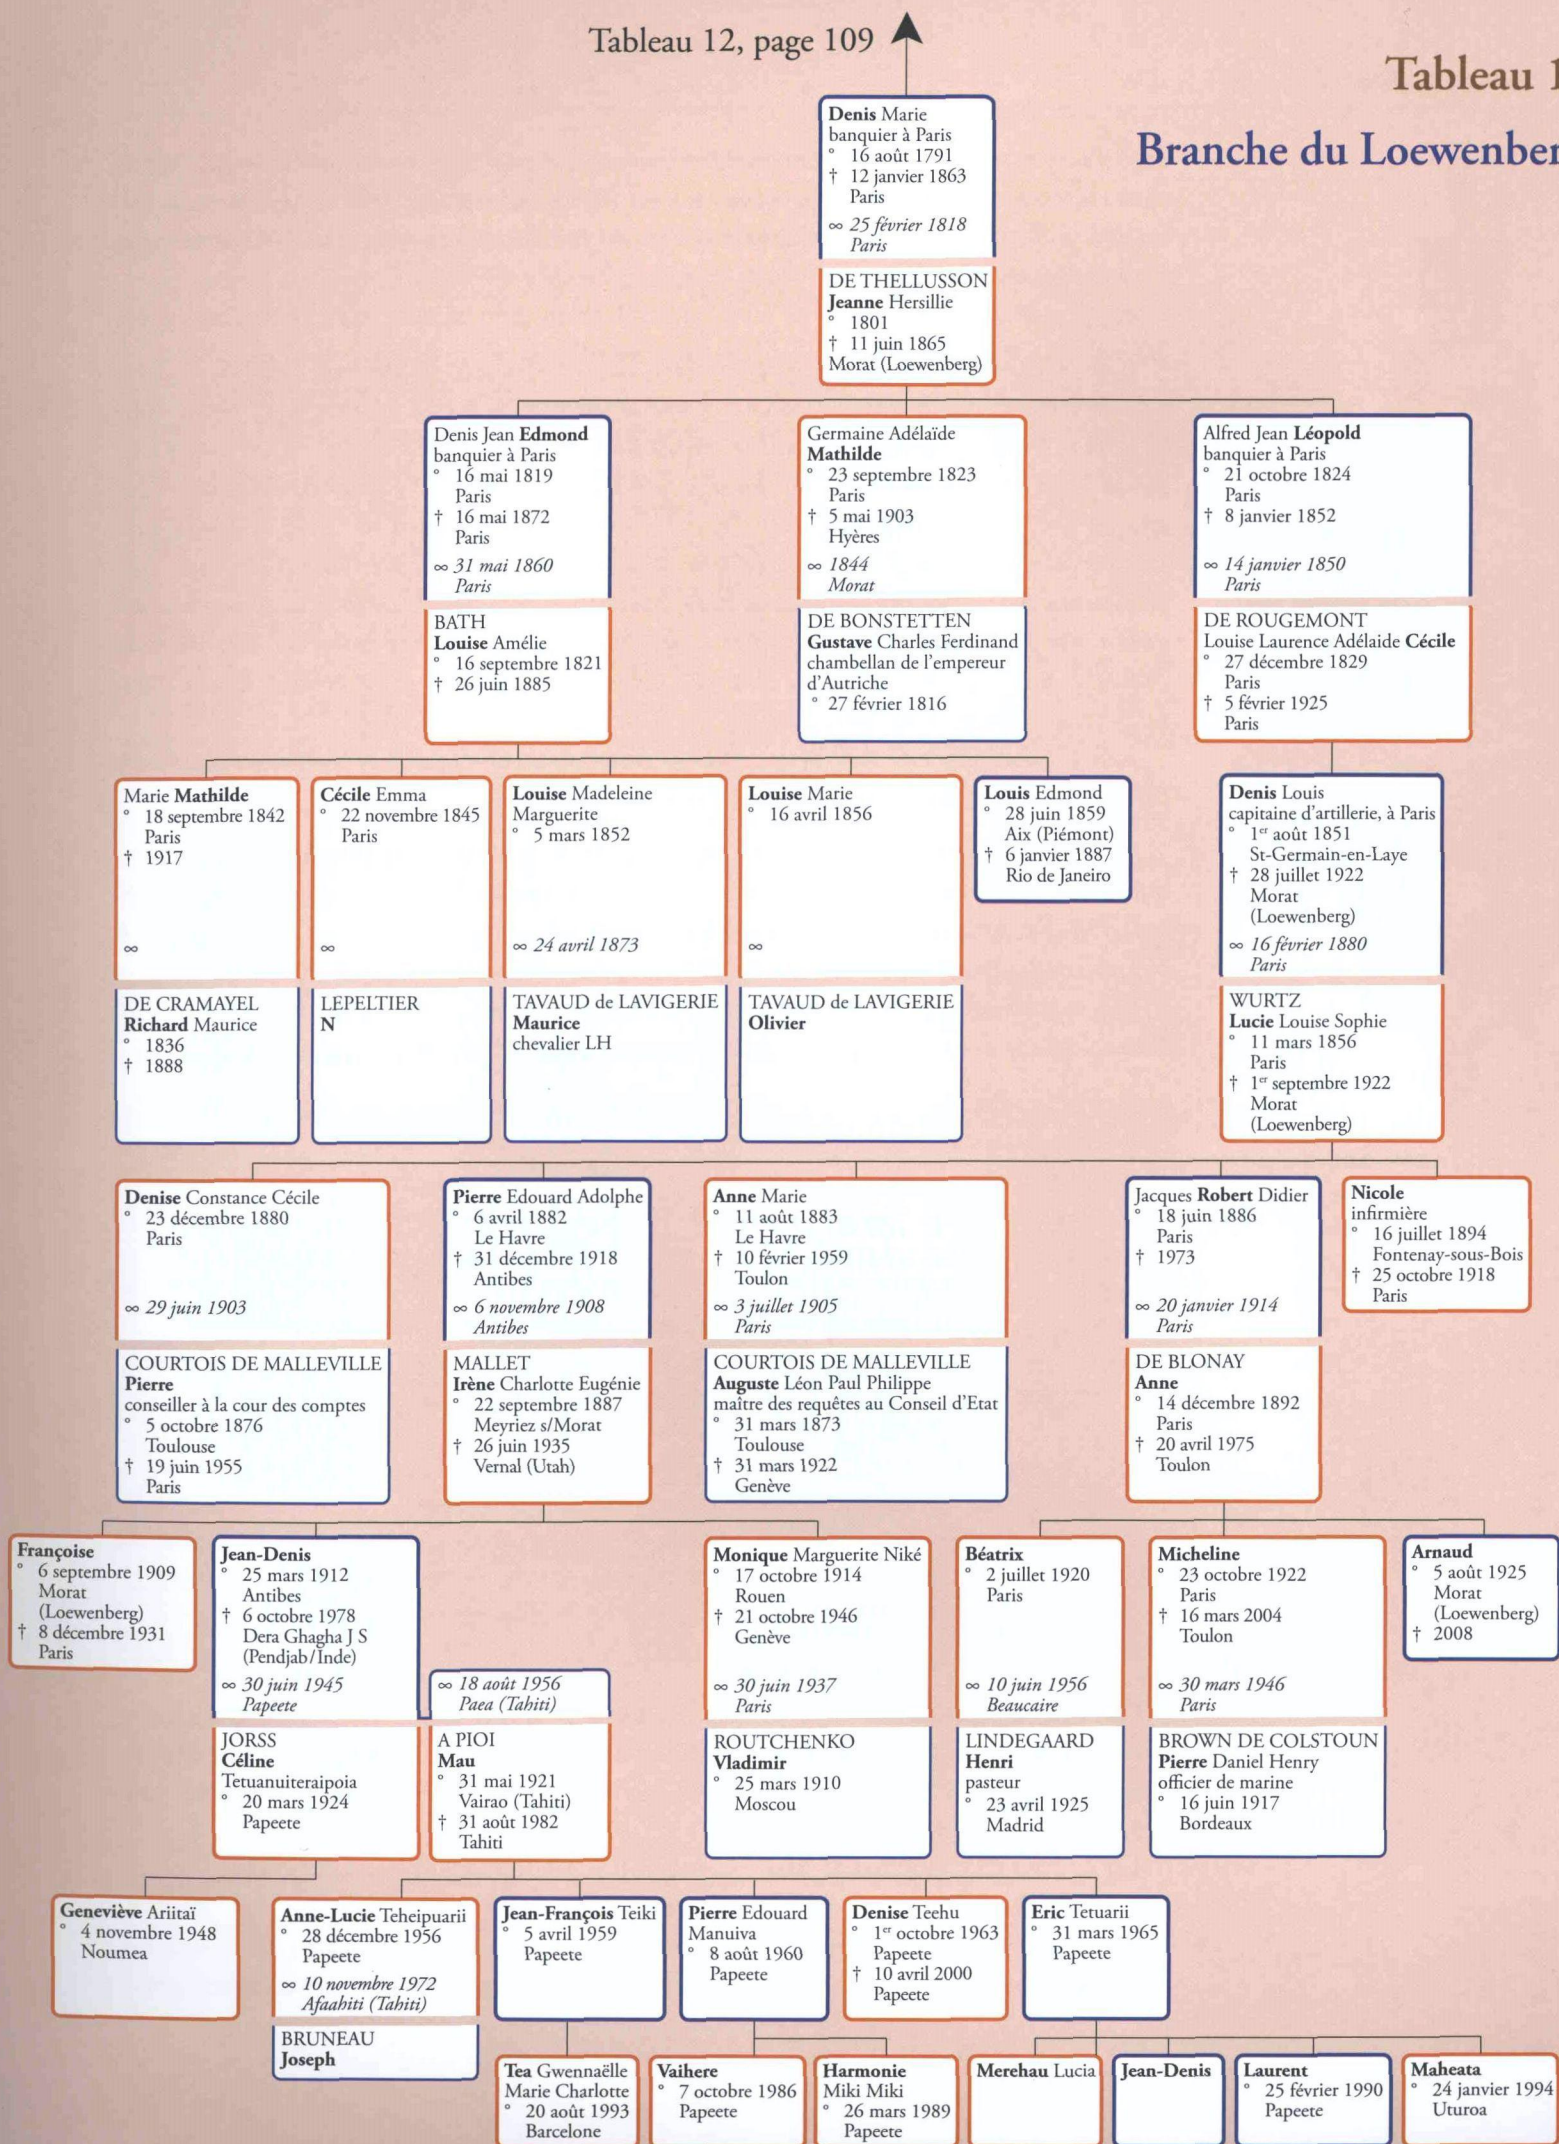 Tableau 12, page 109
Tableau 1
Branche du Loewenber
Denis Marie
banquier à Paris
° 16 août 1791
† 12 janvier 1863
Paris
∞ 25 février 1818
Paris
DE THELLUSSON
Jeanne Hersillie
° 1801
† 11 juin 1865
Morat (Loewenberg)
Denis Jean Edmond
banquier à Paris
° 16 mai 1819
Paris
† 16 mai 1872
Paris
∞ 31 mai 1860
Paris
BATH
Louise Amélie
° 16 septembre 1821
† 26 juin 1885
Germaine Adélaïde
Mathilde
° 23 septembre 1823
Paris
† 5 mai 1903
Hyères
∞ 1844
Morat
DE BONSTETTEN
Gustave Charles Ferdinand
chambellan de l'empereur
d'Autriche
° 27 février 1816
Alfred Jean Léopold
banquier à Paris
° 21 octobre 1824
Paris
† 8 janvier 1852
∞ 14 janvier 1850
Paris
DE ROUGEMONT
Louise Laurence Adélaide Cécile
° 27 décembre 1829
Paris
† 5 février 1925
Paris
Marie Mathilde
° 18 septembre 1842
Paris
† 1917
∞
DE CRAMAYEL
Richard Maurice
° 1836
† 1888
Cécile Emma
° 22 novembre 1845
Paris
∞
LEPELTIER
N
Louise Madeleine
Marguerite
° 5 mars 1852
∞ 24 avril 1873
TAVAUD de LAVIGERIE
Maurice
chevalier LH
Louise Marie
° 16 avril 1856
∞
TAVAUD de LAVIGERIE
Olivier
Louis Edmond
° 28 juin 1859
Aix (Piémont)
† 6 janvier 1887
Rio de Janeiro
Denis Louis
capitaine d'artillerie, à Paris
° 1er août 1851
St-Germain-en-Laye
† 28 juillet 1922
Morat
(Loewenberg)
∞ 16 février 1880
Paris
WURTZ
Lucie Louise Sophie
° 11 mars 1856
Paris
† 1er septembre 1922
Morat
(Loewenberg)
Denise Constance Cécile
° 23 décembre 1880
Paris
∞ 29 juin 1903
COURTOIS DE MALLEVILLE
Pierre
conseiller à la cour des comptes
° 5 octobre 1876
Toulouse
† 19 juin 1955
Paris
Pierre Edouard Adolphe
° 6 avril 1882
Le Havre
† 31 décembre 1918
Antibes
∞ 6 novembre 1908
Antibes
MALLET
Irène Charlotte Eugénie
° 22 septembre 1887
Meyriez s/Morat
† 26 juin 1935
Vernal (Utah)
Anne Marie
° 11 août 1883
Le Havre
† 10 février 1959
Toulon
∞ 3 juillet 1905
Paris
COURTOIS DE MALLEVILLE
Auguste Léon Paul Philippe
maître des requêtes au Conseil d'Etat
° 31 mars 1873
Toulouse
† 31 mars 1922
Genève
Jacques Robert Didier
° 18 juin 1886
Paris
† 1973
∞ 20 janvier 1914
Paris
DE BLONAY
Anne
° 14 décembre 1892
Paris
† 20 avril 1975
Toulon
Nicole
infirmière
° 16 juillet 1894
Fontenay-sous-Bois
† 25 octobre 1918
Paris
Françoise
° 6 septembre 1909
Morat
(Loewenberg)
† 8 décembre 1931
Paris
Jean-Denis
° 25 mars 1912
Antibes
† 6 octobre 1978
Dera Ghagha J S
(Pendjab/Inde)
∞ 30 juin 1945
Papeete
JORSS
Céline
Tetuanuiteraipoia
° 20 mars 1924
Papeete
∞ 18 août 1956
Paea (Tahiti)
A PIOI
Mau
° 31 mai 1921
Vairao (Tahiti)
† 31 août 1982
Tahiti
Monique Marguerite Niké
° 17 octobre 1914
Rouen
† 21 octobre 1946
Genève
∞ 30 juin 1937
Paris
ROUTCHENKO
Vladimir
° 25 mars 1910
Moscou
Béatrix
° 2 juillet 1920
Paris
∞ 10 juin 1956
Beaucaire
LINDEGAARD
Henri
pasteur
° 23 avril 1925
Madrid
Micheline
° 23 octobre 1922
Paris
† 16 mars 2004
Toulon
∞ 30 mars 1946
Paris
BROWN DE COLSTOUN
Pierre Daniel Henry
officier de marine
° 16 juin 1917
Bordeaux
Arnaud
° 5 août 1925
Morat
(Loewenberg)
† 2008
Geneviève Ariitaï
° 4 novembre 1948
Noumea
Anne-Lucie Teheipuarii
° 28 décembre 1956
Papeete
∞ 10 novembre 1972
Afaahiti (Tahiti)
BRUNEAU
Joseph
Jean-François Teiki
° 5 avril 1959
Papeete
Pierre Edouard
Manuiva
° 8 août 1960
Papeete
Denise Teehu
° 1er octobre 1963
Papeete
† 10 avril 2000
Papeete
Eric Tetuarii
° 31 mars 1965
Papeete
Tea Gwennaëlle
Marie Charlotte
° 20 août 1993
Barcelone
Vaihere
° 7 octobre 1986
Papeete
Harmonie
Miki Miki
° 26 mars 1989
Papeete
Merehau Lucia
Jean-Denis
Laurent
° 25 février 1990
Papeete
Maheata
° 24 janvier 1994
Uturoa